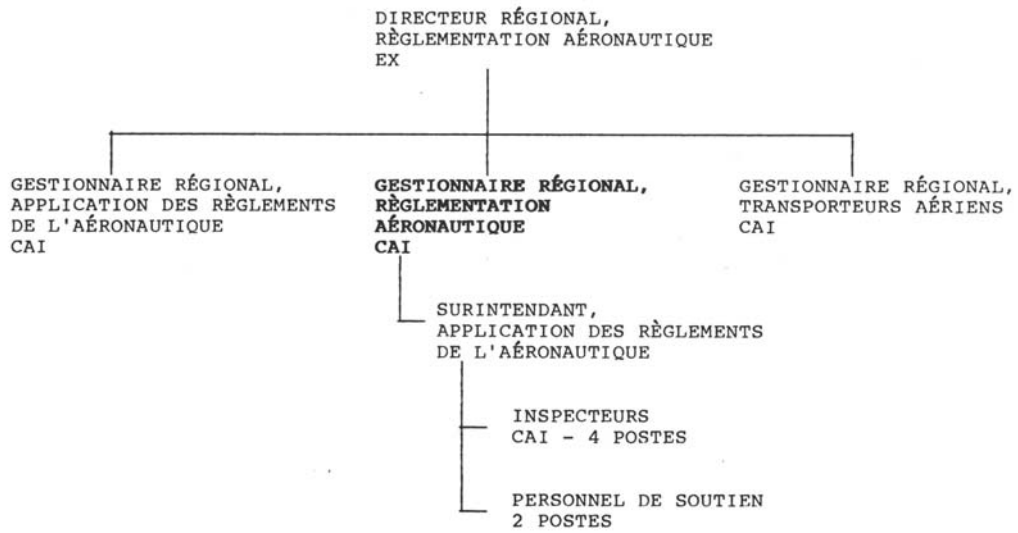 DIRECTEUR RÉGIONAL,
RÈGLEMENTATION AÉRONAUTIQUE
EX
GESTIONNAIRE RÉGIONAL,
APPLICATION DES RÈGLEMENTS
DE L'AÉRONAUTIQUE
CAI
GESTIONNAIRE RÉGIONAL,
RÈGLEMENTATION
AÉRONAUTIQUE
CAI
GESTIONNAIRE RÉGIONAL,
TRANSPORTEURS AÉRIENS
CAI
SURINTENDANT,
APPLICATION DES RÈGLEMENTS
DE L'AÉRONAUTIQUE
INSPECTEURS
CAI - 4 POSTES
PERSONNEL DE SOUTIEN
2 POSTES